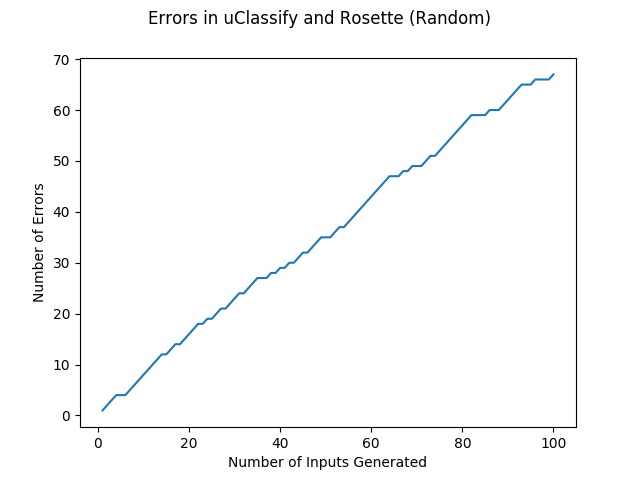 Errors in uClassify and Rosette (Random)
70
60
50
40
30
20
10
0
Number of Errors
0 20 40 60 80 100
Number of Inputs Generated